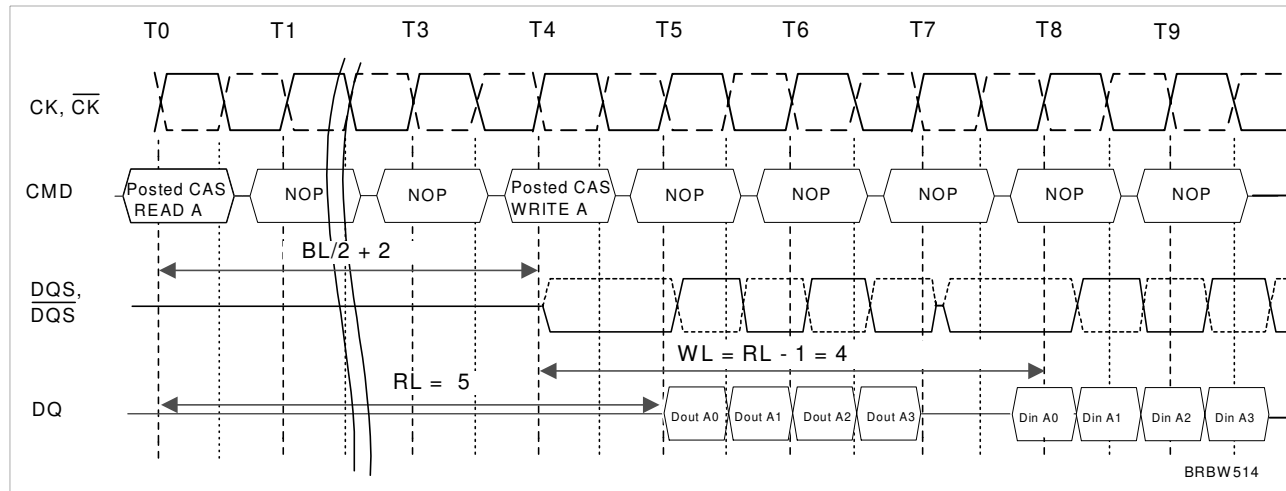 T0 T1 T3 T4 T5 T6 T7 T8 T9
CK, CK
CMD
Posted CAS
READ A
NOP
NOP
Posted CAS
WRITE A
NOP
NOP
NOP
NOP
NOP
BL/2 + 2
DQS,
DQS
WL = RL - 1 = 4
RL = 5
DQ
Dout A0
Dout A1
Dout A2
Dout A3
Din A0
Din A1
Din A2
Din A3
BRBW514